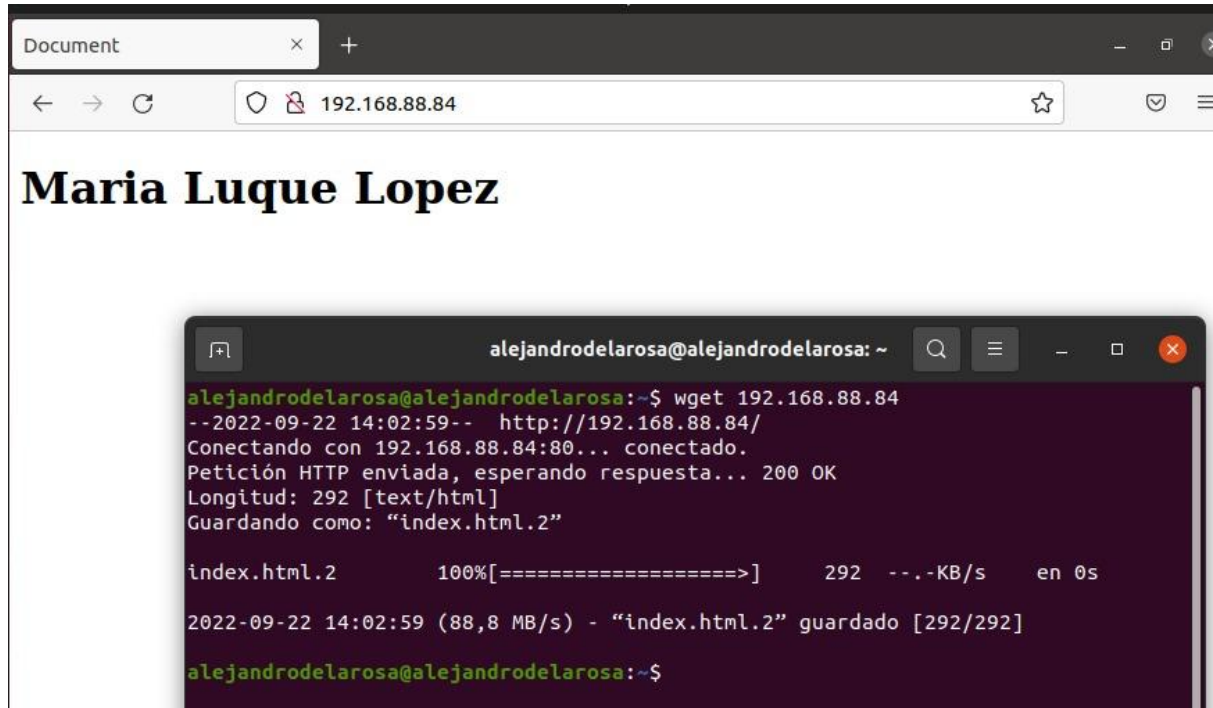 Document
192.168.88.84
Maria Luque Lopez
alejandrodelarosa@alejandrodelarosa: ~
alejandrodelarosa@alejandrodelarosa:~$ wget 192.168.88.84
--2022-09-22 14:02:59--  http://192.168.88.84/
Conectando con 192.168.88.84:80... conectado.
Petición HTTP enviada, esperando respuesta... 200 OK
Longitud: 292 [text/html]
Guardando como: “index.html.2”
index.html.2        100%[===================>]     292  --.-KB/s    en 0s
2022-09-22 14:02:59 (88,8 MB/s) - “index.html.2” guardado [292/292]
alejandrodelarosa@alejandrodelarosa:~$